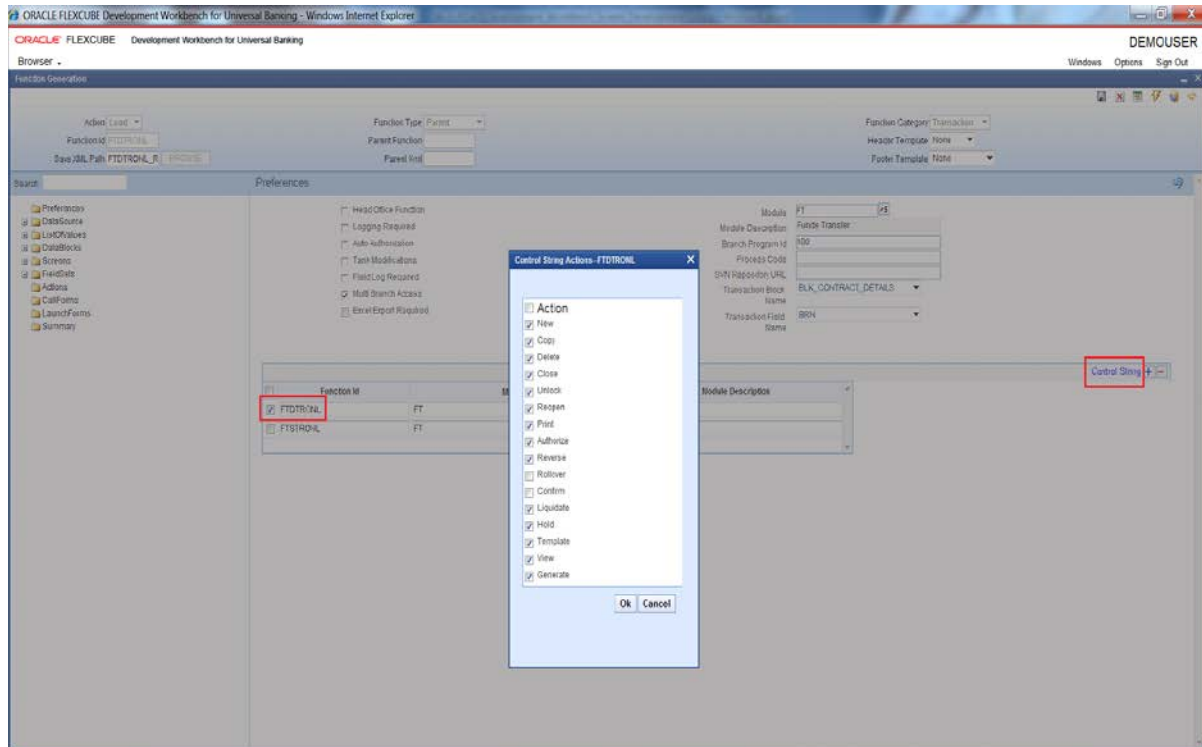 ORACLE FLEXCUBE Development Workbench for Universal Banking - Windows Internet Explorer
ORACLE FLEXCUBE Development Workbench for Universal Banking
DEMOUSER
Browser
Windows Options Sign Out
Function Generation
Action Load
Function Type Parent
Function Category Transaction
Function Id FTDTRONL
Parent Function
Header Template None
Save XML Path FTDTRONL_R BROWSE
Parent Xml
Footer Template None
Search
Preferences
Preferences
DataSource
ListOfValues
DataBlocks
Screens
FieldSets
Actions
CallForms
LaunchForms
Summary
Head Office Function
Logging Required
Auto Authorization
Tank Modifications
Field Log Required
Multi Branch Access
Excel Export Required
Module FT
Module Description Funds Transfer
Branch Program Id 100
Process Code
SVN Repository URL
Transaction Block Name BLK_CONTRACT_DETAILS
Transaction Field Name BRN
Control String
Function Id
Module Description
FTDTRONL FT
FTSTRONL FT
Control String Actions--FTDTRONL X
Action
New
Copy
Delete
Close
Unlock
Reopen
Print
Authorize
Reverse
Rollover
Confirm
Liquidate
Hold
Template
View
Generate
Ok Cancel